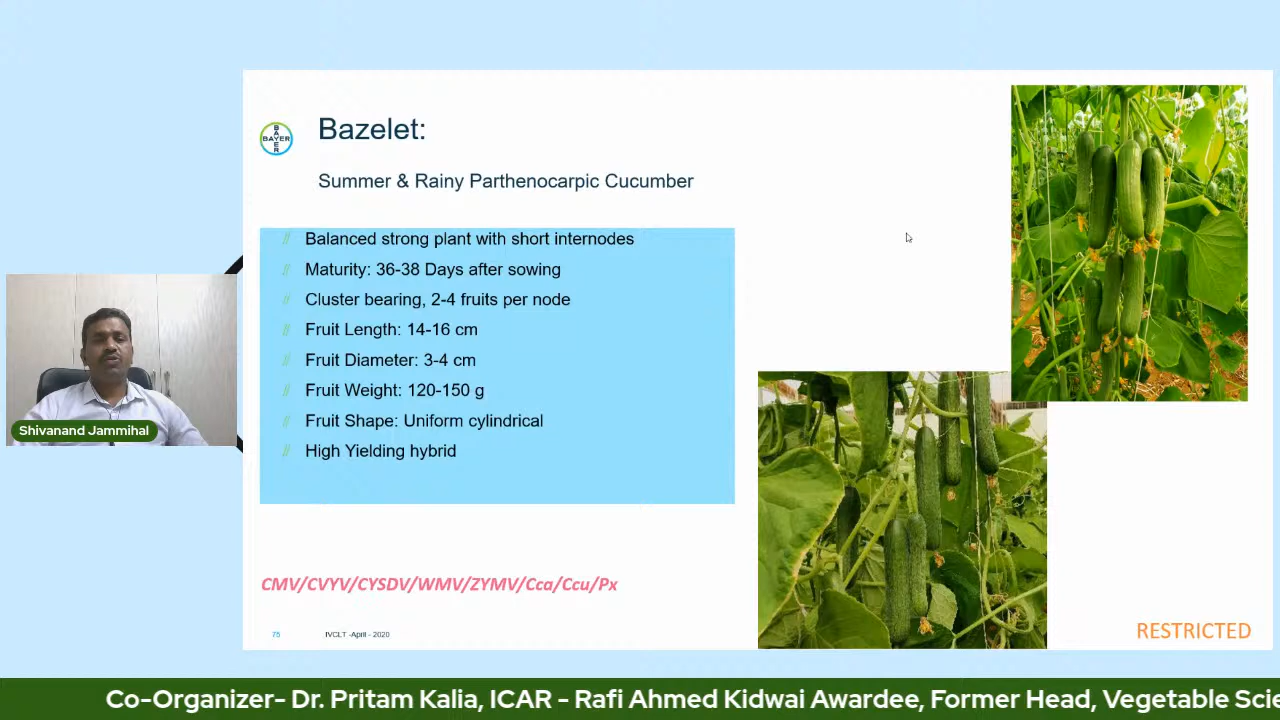 BAYER
BAYER
Bazelet:
Summer & Rainy Parthenocarpic Cucumber
// Balanced strong plant with short internodes
// Maturity: 36-38 Days after sowing
// Cluster bearing, 2-4 fruits per node
// Fruit Length: 14-16 cm
// Fruit Diameter: 3-4 cm
// Fruit Weight: 120-150 g
// Fruit Shape: Uniform cylindrical
// High Yielding hybrid
Shivanand Jammihal
CMV/CVYV/CYSDV/WMV/ZYMV/Cca/Ccu/Px
75 IVCLT -April - 2020
RESTRICTED
Co-Organizer- Dr. Pritam Kalia, ICAR – Rafi Ahmed Kidwai Awardee, Former Head, Vegetable Scie